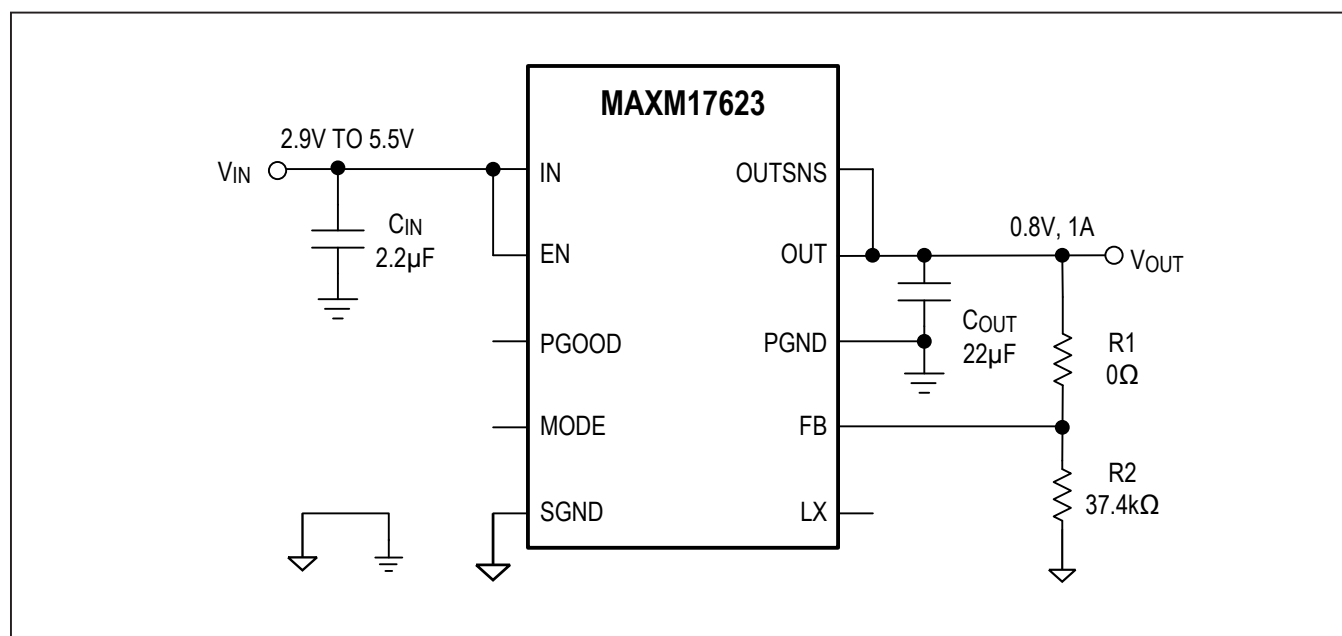 MAXM17623
2.9V TO 5.5V
VIN
CIN
2.2µF
IN
EN
PGOOD
MODE
SGND
OUTSNS
OUT
PGND
FB
LX
0.8V, 1A
VOUT
COUT
22µF
R1
0Ω
R2
37.4kΩ